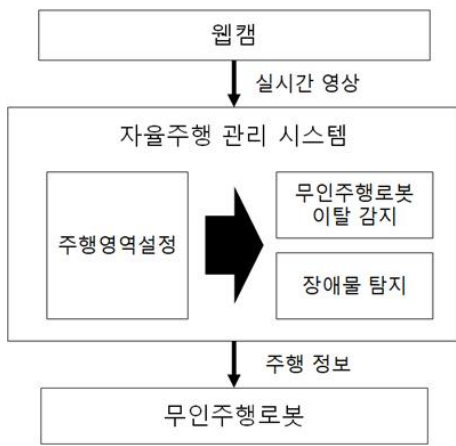 웹캠
실시간 영상
자율주행 관리 시스템
주행영역설정
무인주행로봇
이탈 감지
장애물 탐지
주행 정보
무인주행로봇